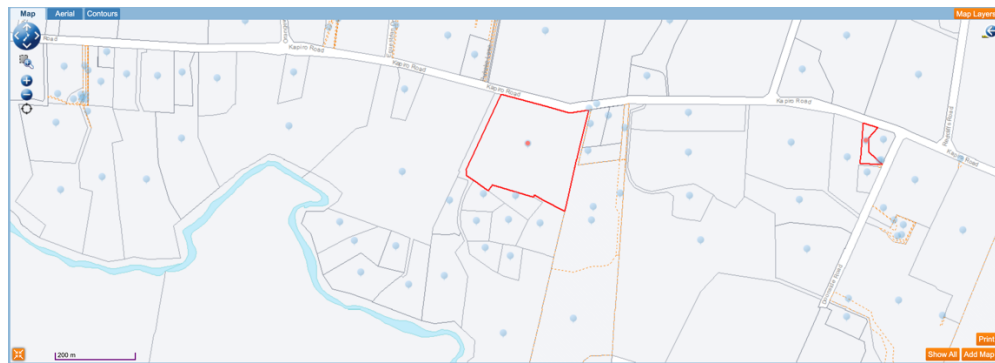 Map Aerial Contours
Map Layers
Road
Kapiro Road
Kapiro Road
Kapiro Road
Kapiro Road
Kapiro Road
200 m
Print
Show All Add Map